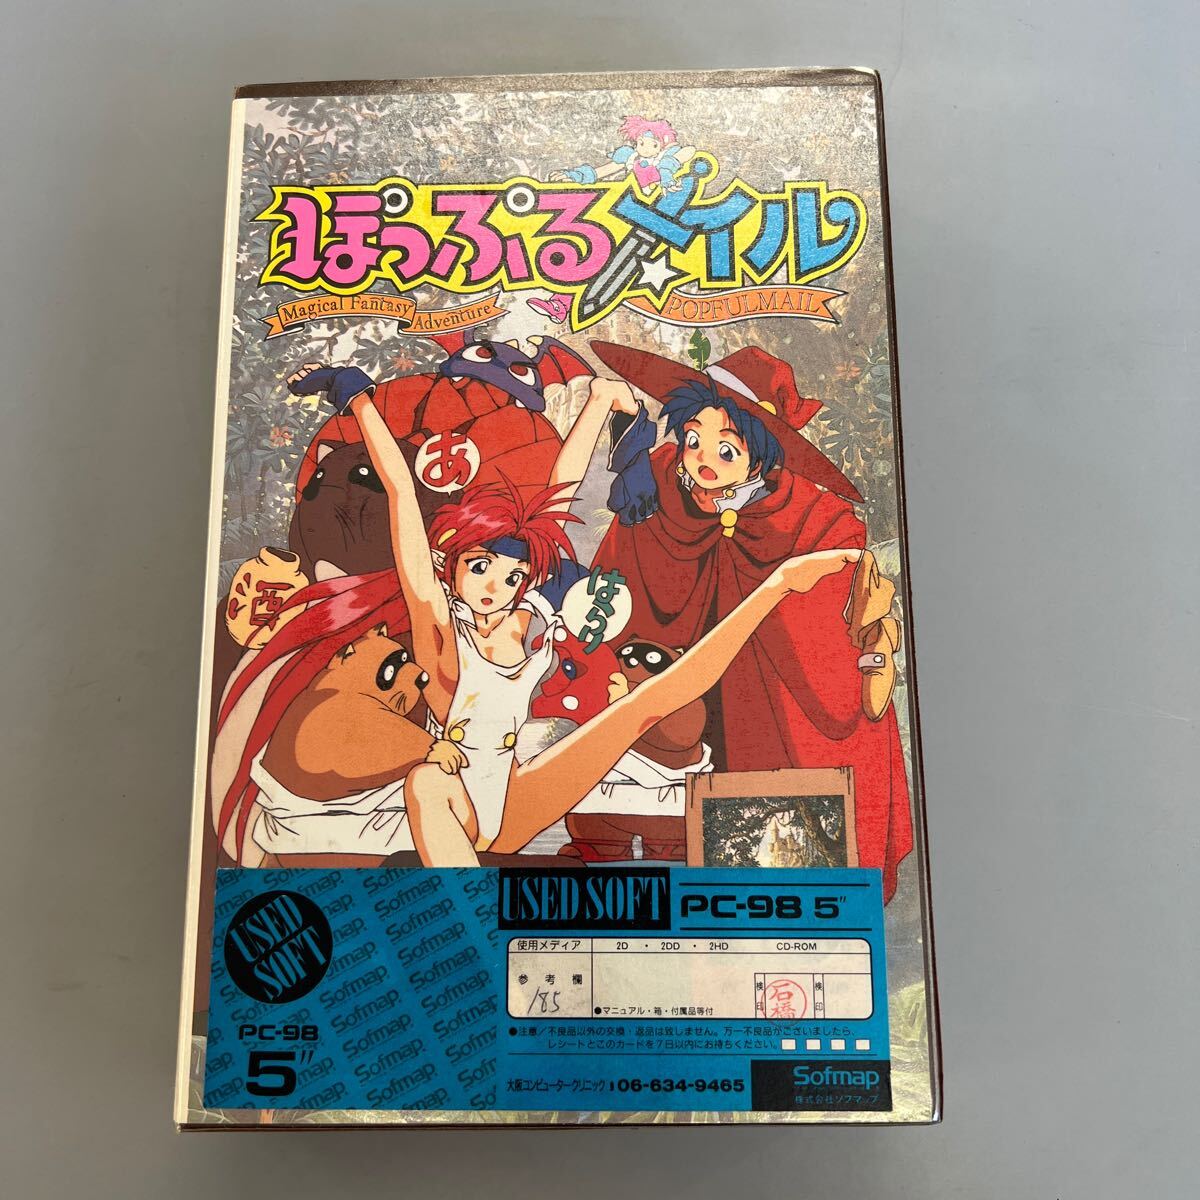 ぽっぷるメイル
Magical Fantasy Adventure
POPFULMAIL
あ
酒
はらり
USED SOFT
PC-98 5"
USED SOFT
PC-98
5"
Sofmap
使用メディア 2D ・ 2DD ・ 2HD CD-ROM
参考欄
185
●マニュアル・箱・付属品等付
検印
石橋
検印
●注意/不良品以外の交換・返品は致しません。万一不良品がございましたら、
レシートとこのカードを7日以内にお持ちください。
大阪コンピュータークリニック:06-634-9465
Sofmap
株式会社ソフマップ